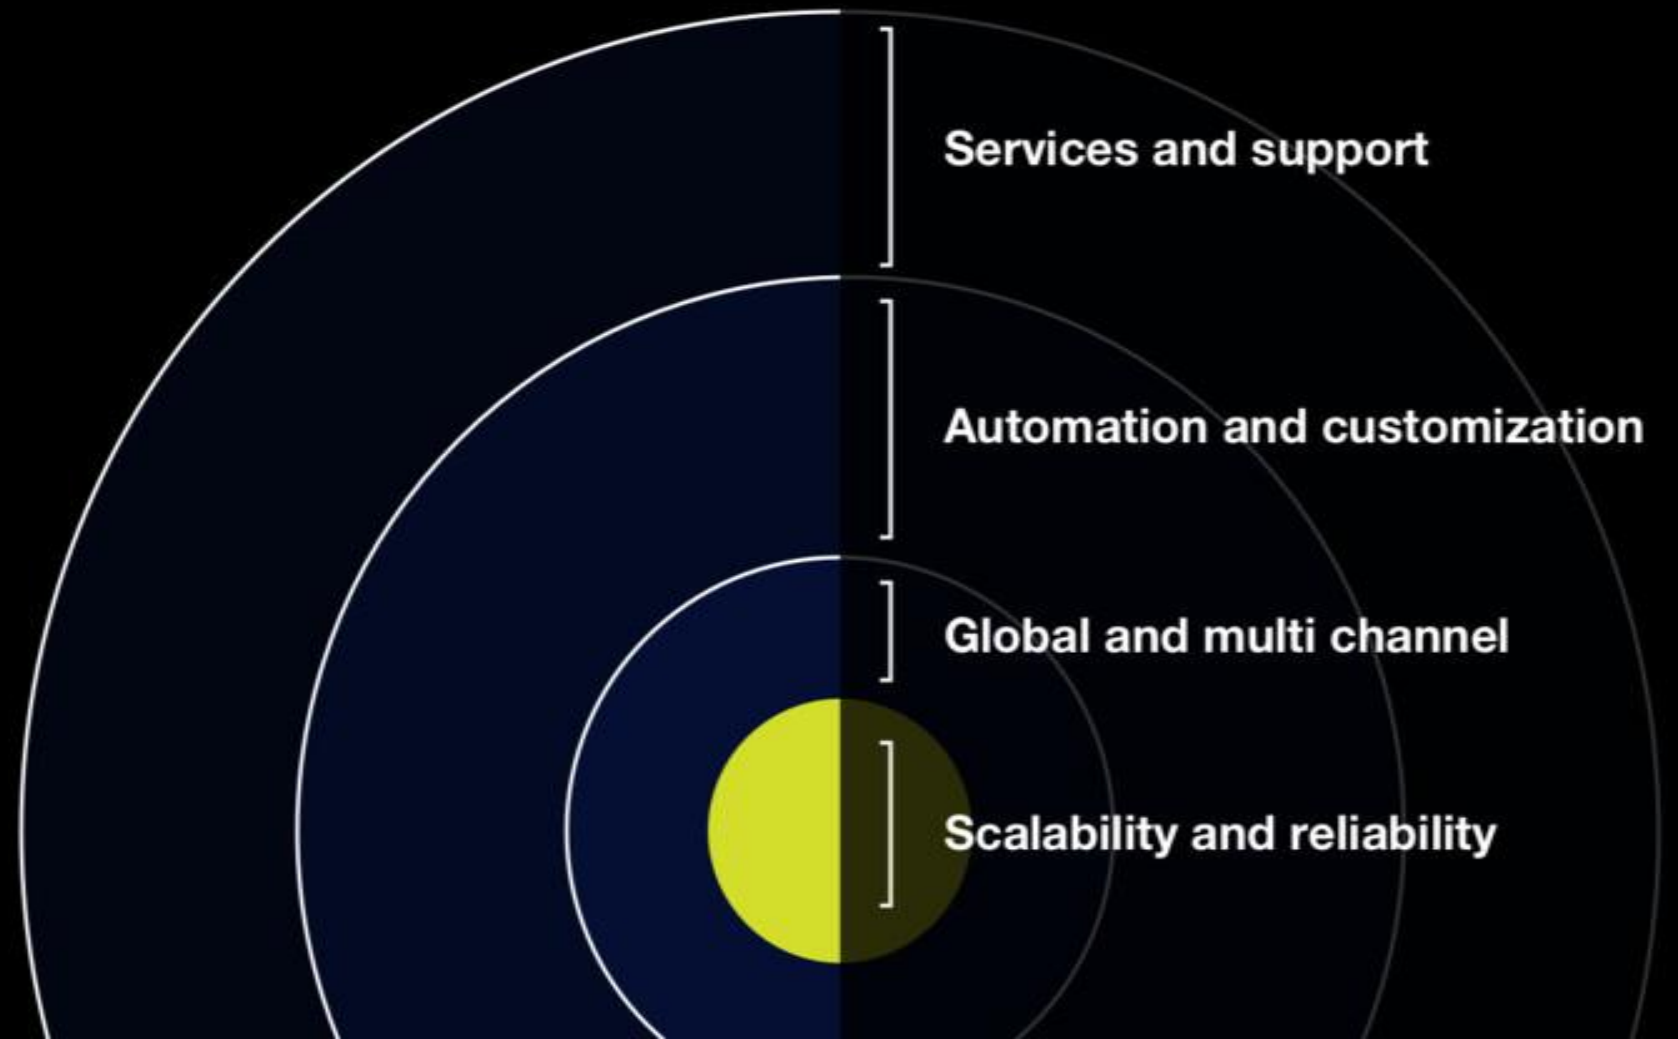 Services and support
Automation and customization
Global and multi channel
Scalability and reliability